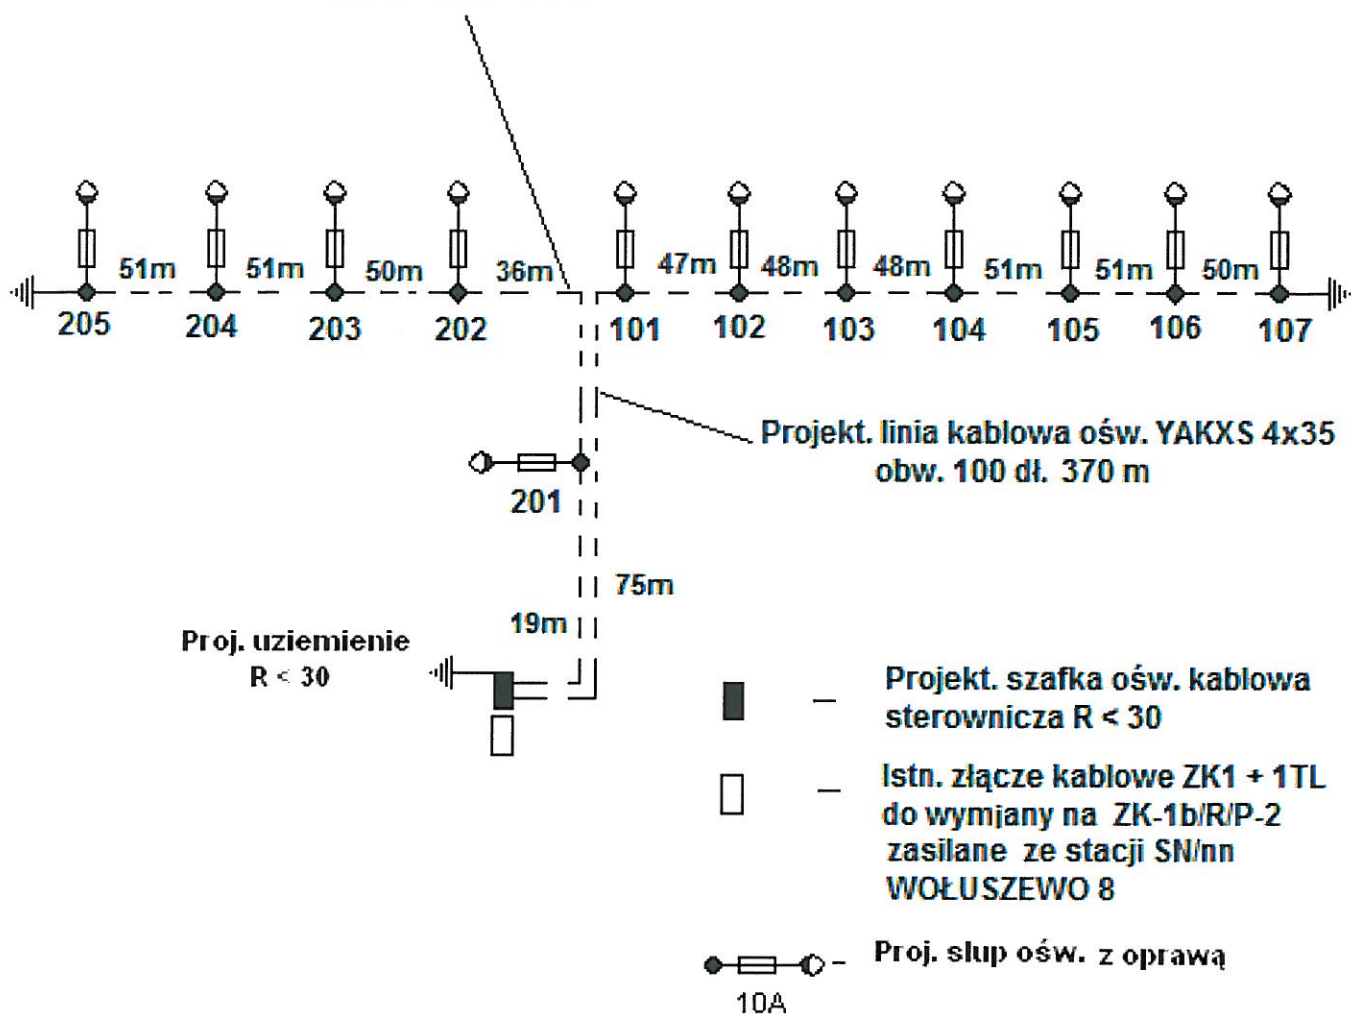 51m 51m 50m 36m 47m 48m 48m 51m 51m 50m
205 204 203 202 101 102 103 104 105 106 107
Projekt. linia kablowa ośw. YAKXS 4x35
obw. 100 dł. 370 m
201
75m
19m
Proj. uziemienie
R < 30
Projekt. szafka ośw. kablowa
sterownicza R < 30
Istn. złącze kablowe ZK1 + 1TL
do wymjany na ZK-1b/R/P-2
zasilane ze stacji SN/nn
WOŁUSZEWO 8
Proj. słup ośw. z oprawą
10A